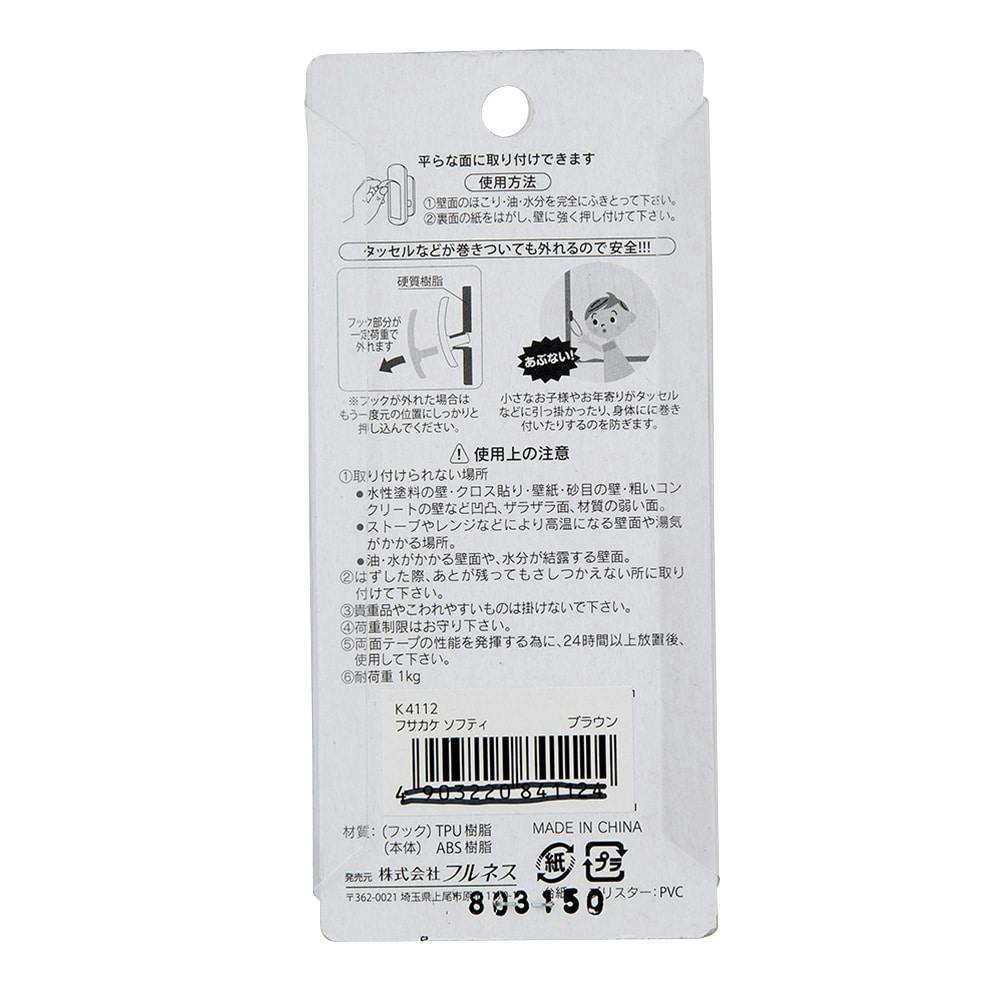 平らな面に取り付けできます
使用方法
①壁面のほこり・油・水分を完全にふきとって下さい。
②裏面の紙をはがし、壁に強く押し付けて下さい。
タッセルなどが巻きついても外れるので安全!!!
硬質樹脂
フック部分が
一定荷重で
外れます
あぶない!
※フックが外れた場合は
もう一度元の位置にしっかりと
押し込んでください。
小さなお子様やお年寄りがタッセル
などに引っ掛かったり、身体にに巻き
付いたりするのを防ぎます。
使用上の注意
①取り付けられない場所
●水性塗料の壁・クロス貼り・壁紙・砂目の壁・粗いコン
クリートの壁など凹凸、ザラザラ面、材質の弱い面。
●ストーブやレンジなどにより高温になる壁面や湯気
がかかる場所。
●油・水がかかる壁面や、水分が結露する壁面。
②はずした際、あとが残ってもさしつかえない所に取り
付けて下さい。
③貴重品やこわれやすいものは掛けないで下さい。
④荷重制限はお守り下さい。
⑤両面テープの性能を発揮する為に、24時間以上放置後、
使用して下さい。
⑥耐荷重 1kg
K4112
フサカケ ソフティ ブラウン
4 903220 841124
材質：(フック) TPU樹脂
(本体) ABS樹脂
MADE IN CHINA
紙 プラ
発売元 株式会社フルネス
台紙 ブリスター：PVC
〒362-0021 埼玉県上尾市原
803150